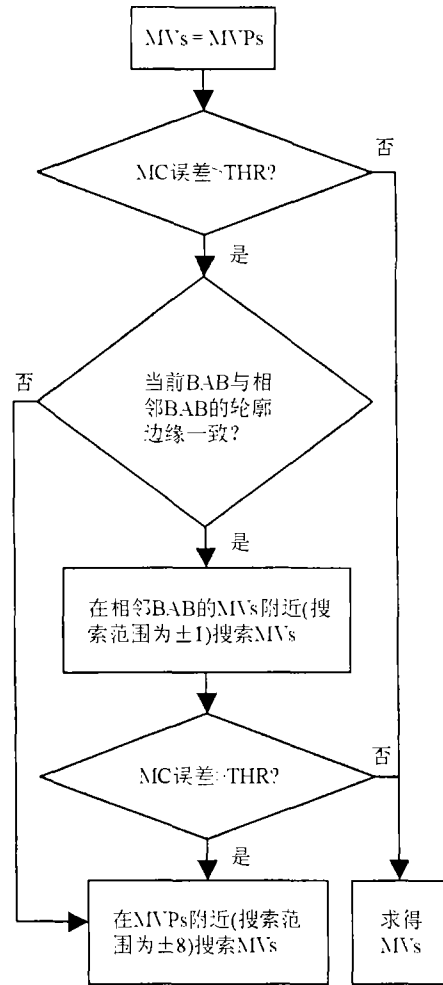 MVs = MVPs
MC误差>THR?
否
是
当前BAB与相
邻BAB的轮廓
边缘一致?
否
是
在相邻BAB的MVs附近(搜
索范围为±1)搜索MVs
MC误差>THR?
否
是
在MVPs附近(搜索范
围为±8)搜索MVs
求得
MVs